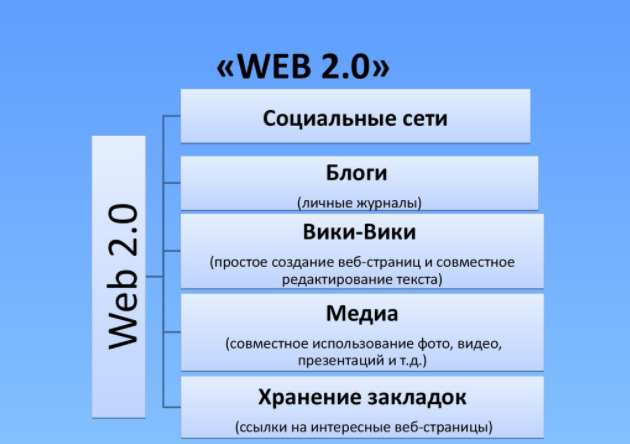 «WEB 2.0»
Web 2.0
Социальные сети
Блоги
(личные журналы)
Вики-Вики
(простое создание веб-страниц и совместное
редактирование текста)
Медиа
(совместное использование фото, видео,
презентаций и т.д.)
Хранение закладок
(ссылки на интересные веб-страницы)